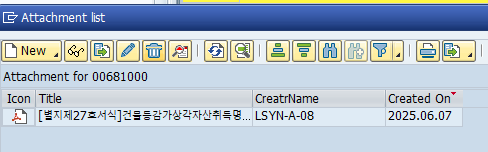 Attachment list
New
Attachment for 00681000
Icon Title CreatrName Created On
[별지제27호서식]건물등감가상각자산취득명... LSYN-A-08 2025.06.07